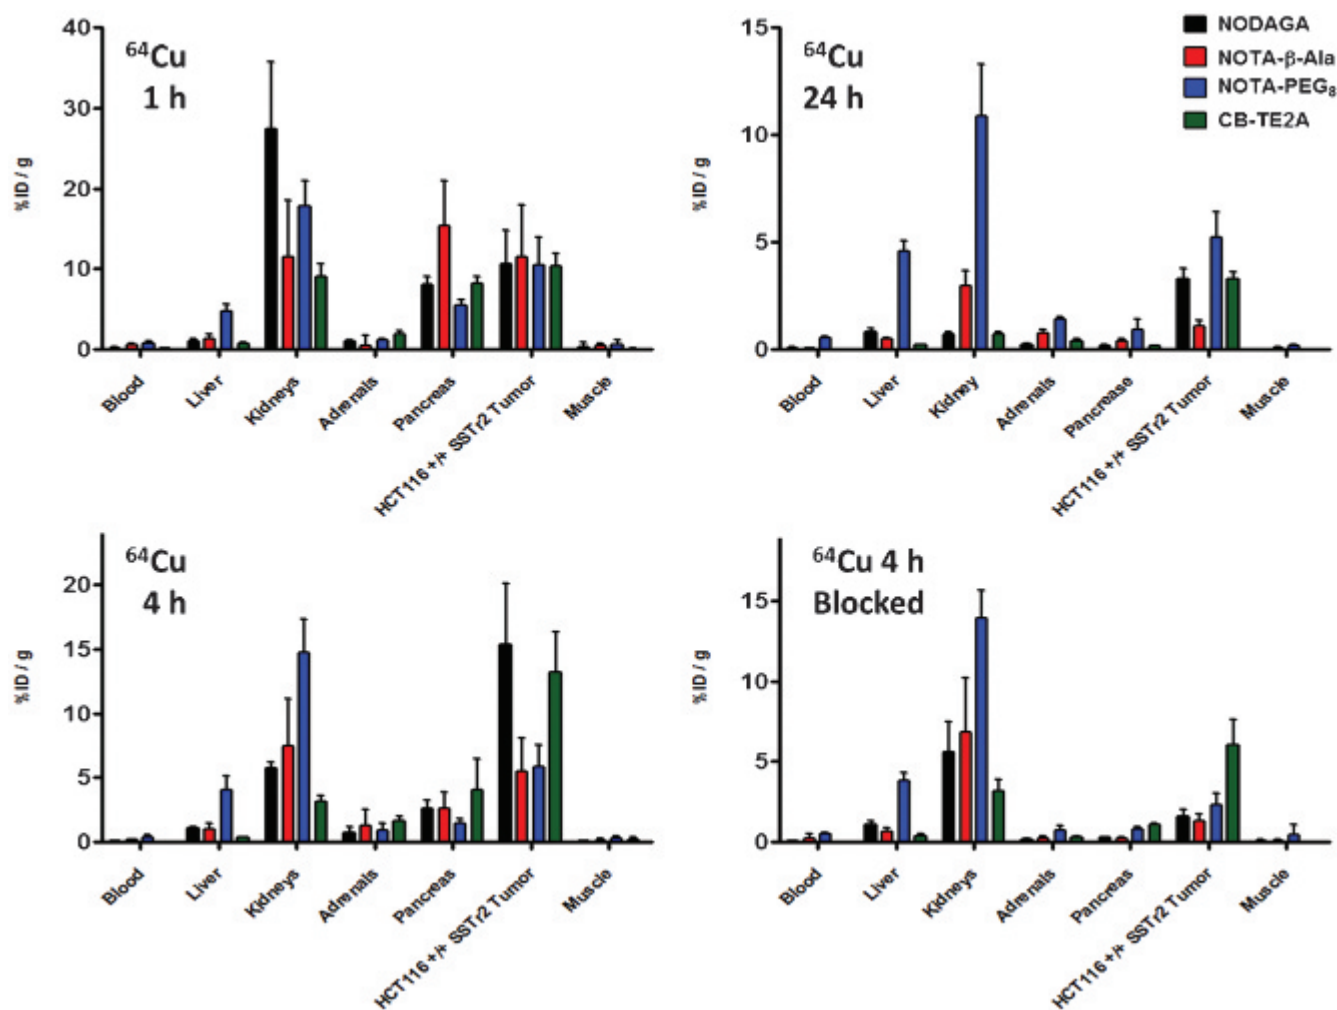 40
30
20
10
0
% ID / g
⁶⁴Cu
1 h
Blood
Liver
Kidneys
Adrenals
Pancreas
HCT116 +/+ SSTr2 Tumor
Muscle
15
10
5
0
% ID / g
⁶⁴Cu
24 h
NODAGA
NOTA-β-Ala
NOTA-PEG₈
CB-TE2A
Blood
Liver
Kidney
Adrenals
Pancrease
HCT116 +/+ SSTr2 Tumor
Muscle
20
15
10
5
0
% ID / g
⁶⁴Cu
4 h
Blood
Liver
Kidneys
Adrenals
Pancreas
HCT116 +/+ SSTr2 Tumor
Muscle
15
10
5
0
% ID / g
⁶⁴Cu 4 h
Blocked
Blood
Liver
Kidneys
Adrenals
Pancreas
HCT116 +/+ SSTr2 Tumor
Muscle